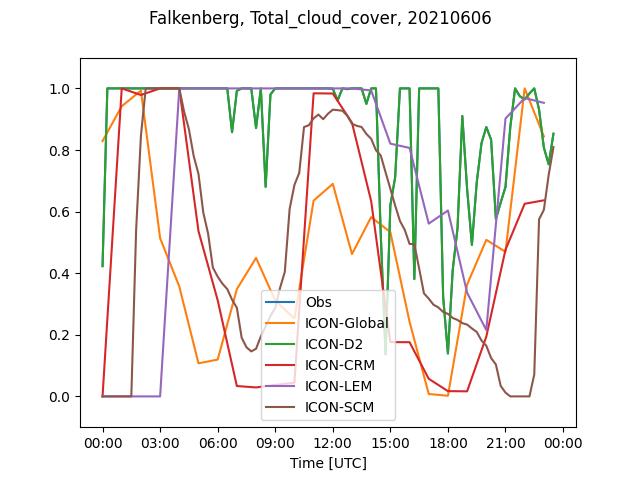 Falkenberg, Total_cloud_cover, 20210606
1.0
0.8
0.6
0.4
0.2
0.0
Obs
ICON-Global
ICON-D2
ICON-CRM
ICON-LEM
ICON-SCM
00:00 03:00 06:00 09:00 12:00 15:00 18:00 21:00 00:00
Time [UTC]